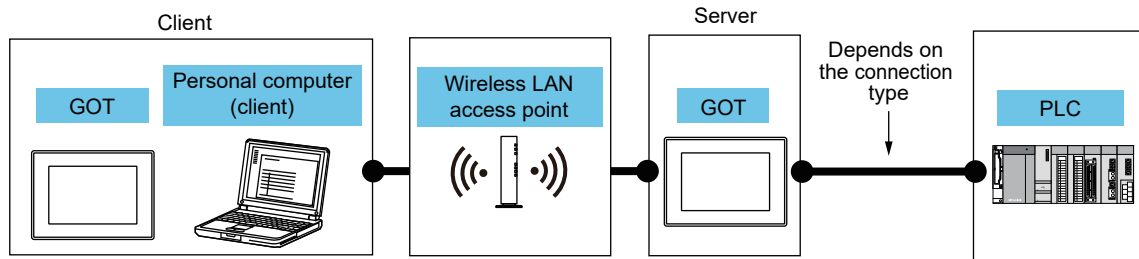 Client
Server
GOT
Personal computer
(client)
Wireless LAN
access point
GOT
Depends on
the connection
type
PLC